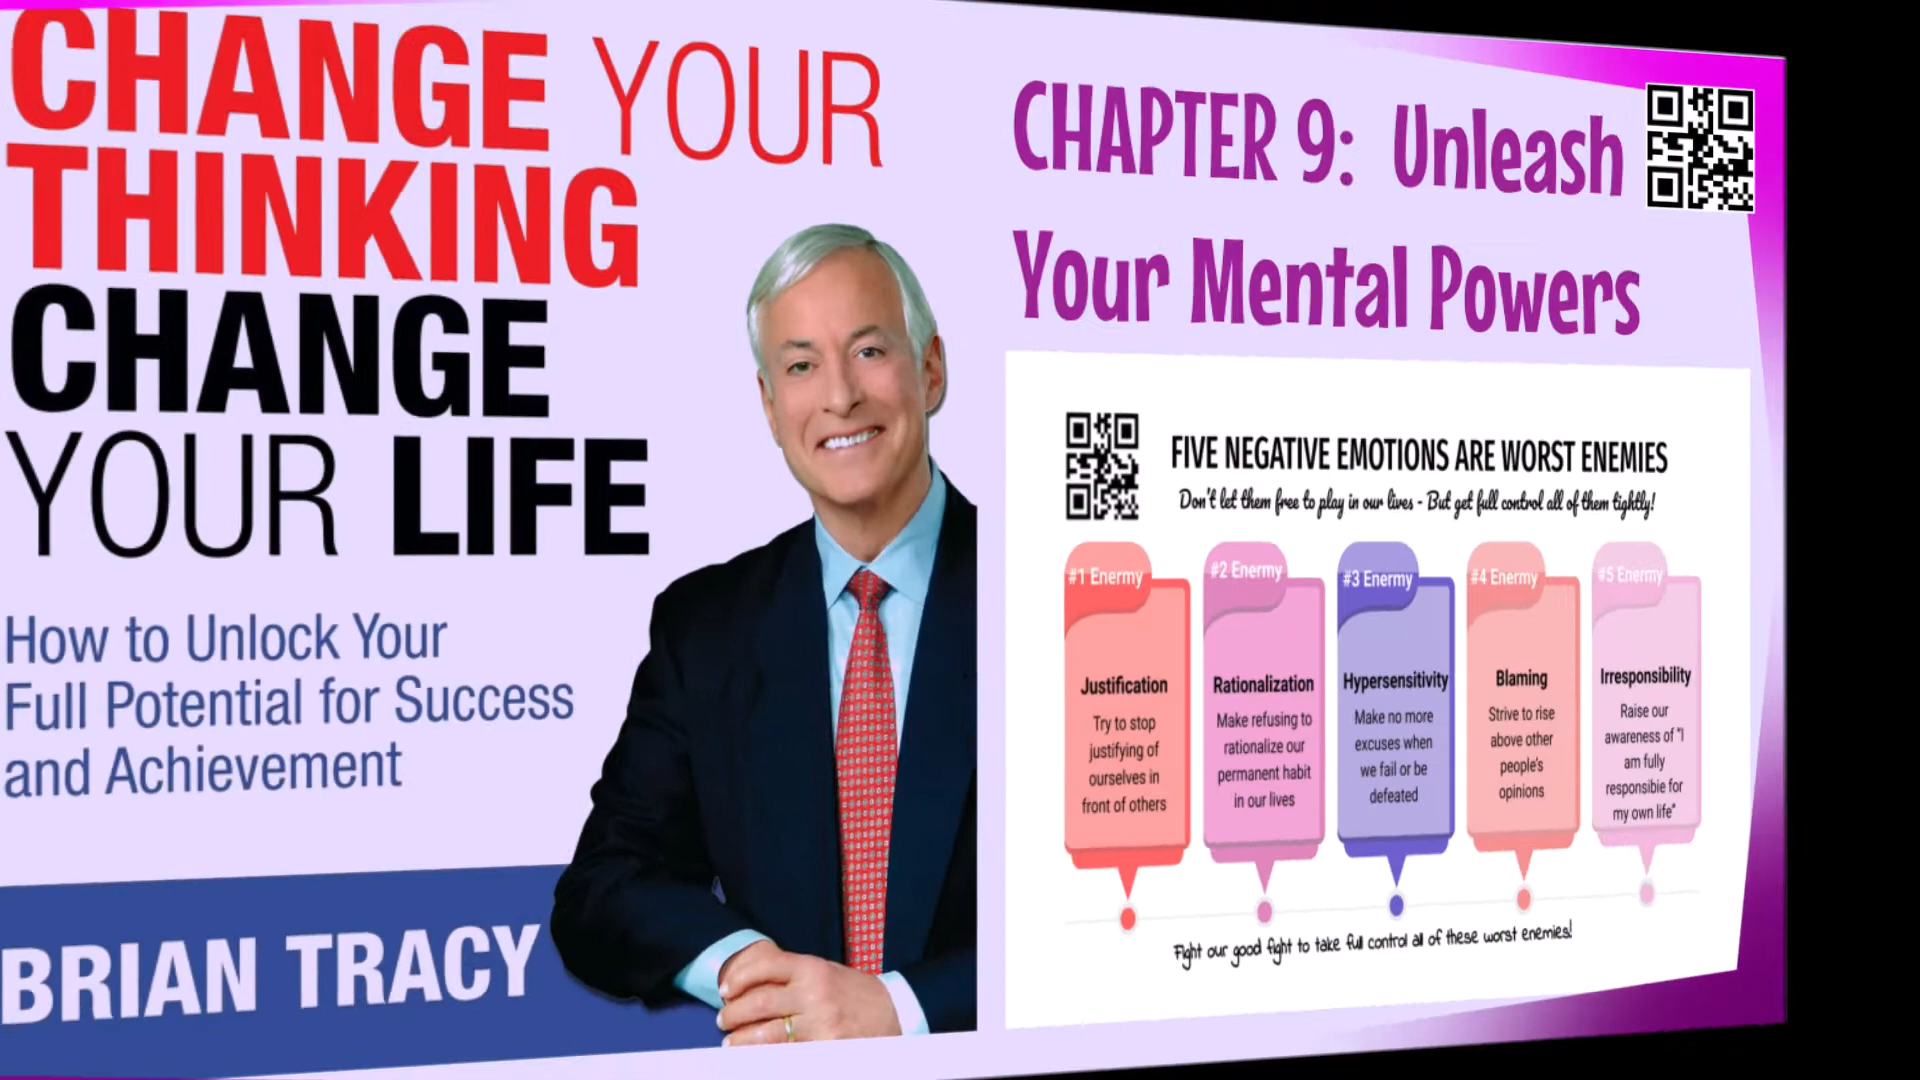 CHANGE YOUR
THINKING
CHANGE
YOUR LIFE
How to Unlock Your
Full Potential for Success
and Achievement
BRIAN TRACY
CHAPTER 9: Unleash
Your Mental Powers
FIVE NEGATIVE EMOTIONS ARE WORST ENEMIES
Don't let them free to play in our lives - But get full control all of them tightly!
#1 Enermy
Justification
Try to stop
justifying of
ourselves in
front of others
#2 Enermy
Rationalization
Make refusing to
rationalize our
permanent habit
in our lives
#3 Enermy
Hypersensitivity
Make no more
excuses when
we fail or be
defeated
#4 Enermy
Blaming
Strive to rise
above other
people's
opinions
#5 Enermy
Irresponsibility
Raise our
awareness of "I
am fully
responsible for
my own life"
Fight our good fight to take full control all of these worst enemies!